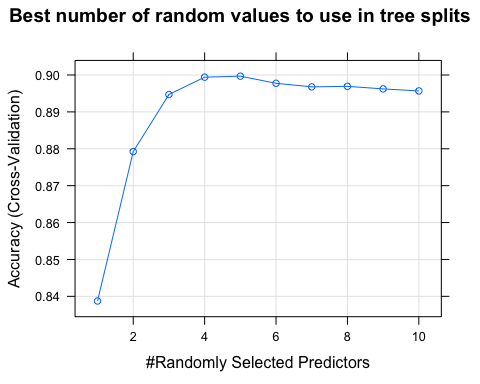 Best number of random values to use in tree splits
0.90
0.89
0.88
0.87
0.86
0.85
0.84
Accuracy (Cross-Validation)
2 4 6 8 10
#Randomly Selected Predictors